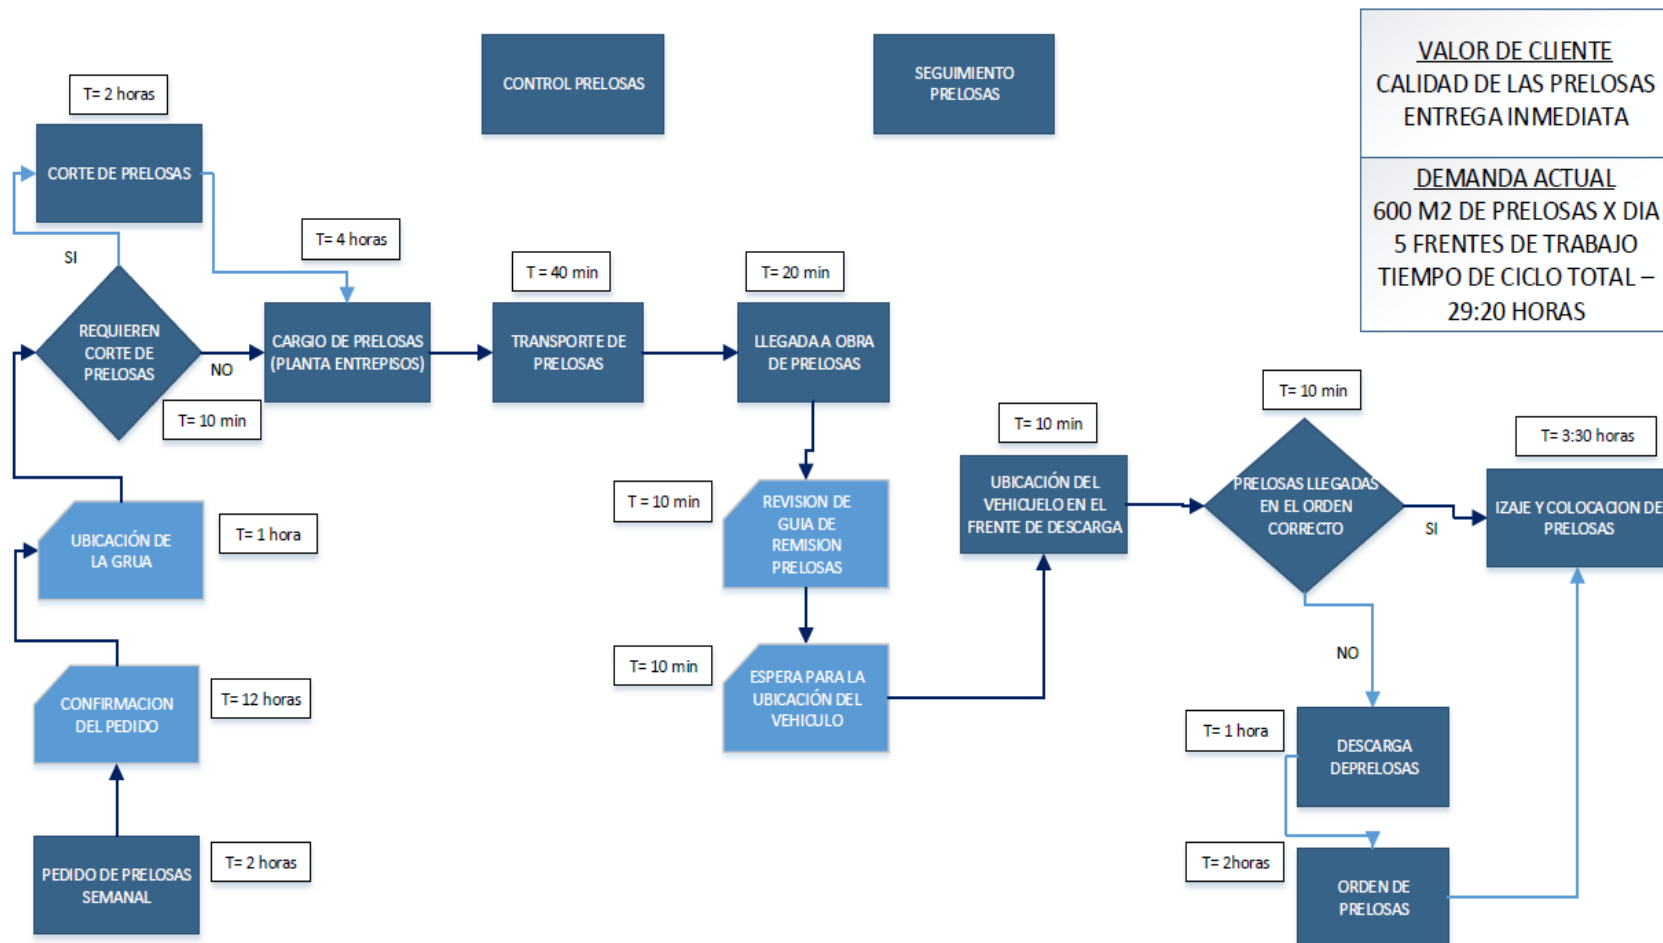 CONTROL PRELOSAS
SEGUIMIENTO
PRELOSAS
VALOR DE CLIENTE
CALIDAD DE LAS PRELOSAS
ENTREGA INMEDIATA
DEMANDA ACTUAL
600 M2 DE PRELOSAS X DIA
5 FRENTES DE TRABAJO
TIEMPO DE CICLO TOTAL –
29:20 HORAS
T= 2 horas
CORTE DE PRELOSAS
SI
REQUIEREN
CORTE DE
PRELOSAS
NO
T= 10 min
T= 4 horas
CARGIO DE PRELOSAS
(PLANTA ENTREPISOS)
T = 40 min
TRANSPORTE DE
PRELOSAS
T= 20 min
LLEGADA A OBRA
DE PRELOSAS
UBICACIÓN DE
LA GRUA
T= 1 hora
CONFIRMACION
DEL PEDIDO
T= 12 horas
PEDIDO DE PRELOSAS
SEMANAL
T= 2 horas
T = 10 min
REVISION DE
GUIA DE
REMISION
PRELOSAS
T= 10 min
ESPERA PARA LA
UBICACIÓN DEL
VEHICULO
T= 10 min
UBICACIÓN DEL
VEHICUELO EN EL
FRENTE DE DESCARGA
T= 10 min
PRELOSAS LLEGADAS
EN EL ORDEN
CORRECTO
SI
NO
T= 3:30 horas
IZAJE Y COLOCACION DE
PRELOSAS
T= 1 hora
DESCARGA
DEPRELOSAS
T= 2horas
ORDEN DE
PRELOSAS